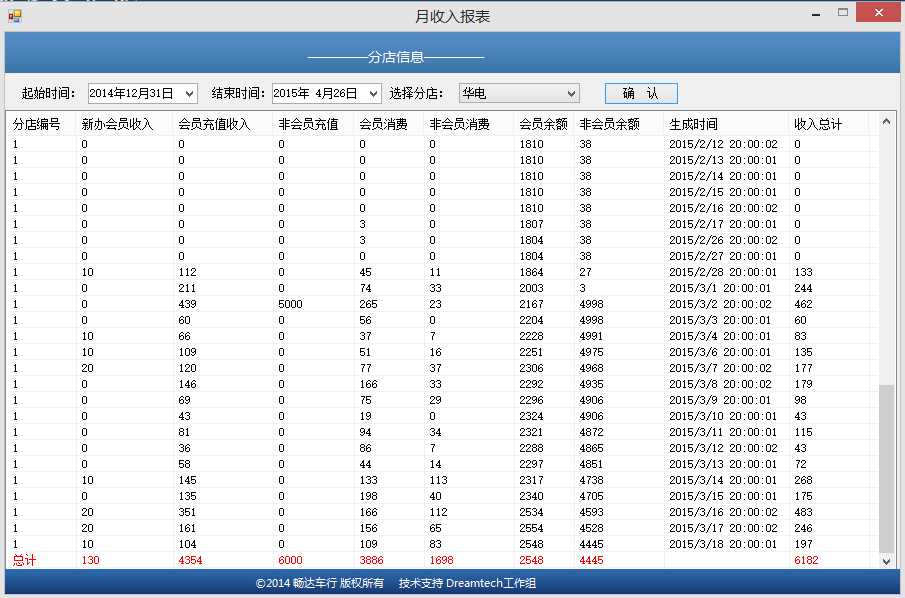 月收入报表
分店信息
起始时间： 2014年12月31日 结束时间： 2015年 4月26日 选择分店： 华电 确 认
分店编号 新办会员收入 会员充值收入 非会员充值 会员消费 非会员消费 会员余额 非会员余额 生成时间 收入总计
1 0 0 0 0 0 1810 38 2015/2/12 20:00:02 0
1 0 0 0 0 0 1810 38 2015/2/13 20:00:01 0
1 0 0 0 0 0 1810 38 2015/2/14 20:00:01 0
1 0 0 0 0 0 1810 38 2015/2/15 20:00:01 0
1 0 0 0 0 0 1810 38 2015/2/16 20:00:02 0
1 0 0 0 3 0 1807 38 2015/2/17 20:00:01 0
1 0 0 0 3 0 1804 38 2015/2/26 20:00:02 0
1 0 0 0 0 0 1804 38 2015/2/27 20:00:01 0
1 10 112 0 45 11 1864 27 2015/2/28 20:00:01 133
1 0 211 0 74 33 2003 3 2015/3/1 20:00:01 244
1 0 439 5000 265 23 2167 4998 2015/3/2 20:00:02 462
1 0 60 0 56 0 2204 4998 2015/3/3 20:00:01 60
1 10 66 0 37 7 2228 4991 2015/3/4 20:00:01 83
1 10 109 0 51 16 2251 4975 2015/3/6 20:00:01 135
1 20 120 0 77 37 2306 4968 2015/3/7 20:00:02 177
1 0 146 0 166 33 2292 4935 2015/3/8 20:00:02 179
1 0 69 0 75 29 2296 4906 2015/3/9 20:00:01 98
1 0 43 0 19 0 2324 4906 2015/3/10 20:00:01 43
1 0 81 0 94 34 2321 4872 2015/3/11 20:00:01 115
1 0 36 0 86 7 2288 4865 2015/3/12 20:00:02 43
1 0 58 0 44 14 2297 4851 2015/3/13 20:00:01 72
1 10 145 0 133 113 2317 4738 2015/3/14 20:00:01 268
1 0 135 0 198 40 2340 4705 2015/3/15 20:00:01 175
1 20 351 0 166 112 2534 4593 2015/3/16 20:00:02 483
1 20 161 0 156 65 2554 4528 2015/3/17 20:00:02 246
1 10 104 0 109 83 2548 4445 2015/3/18 20:00:01 197
总计 130 4354 6000 3886 1698 2548 4445 6182
©2014 畅达车行 版权所有 技术支持 Dreamtech工作组